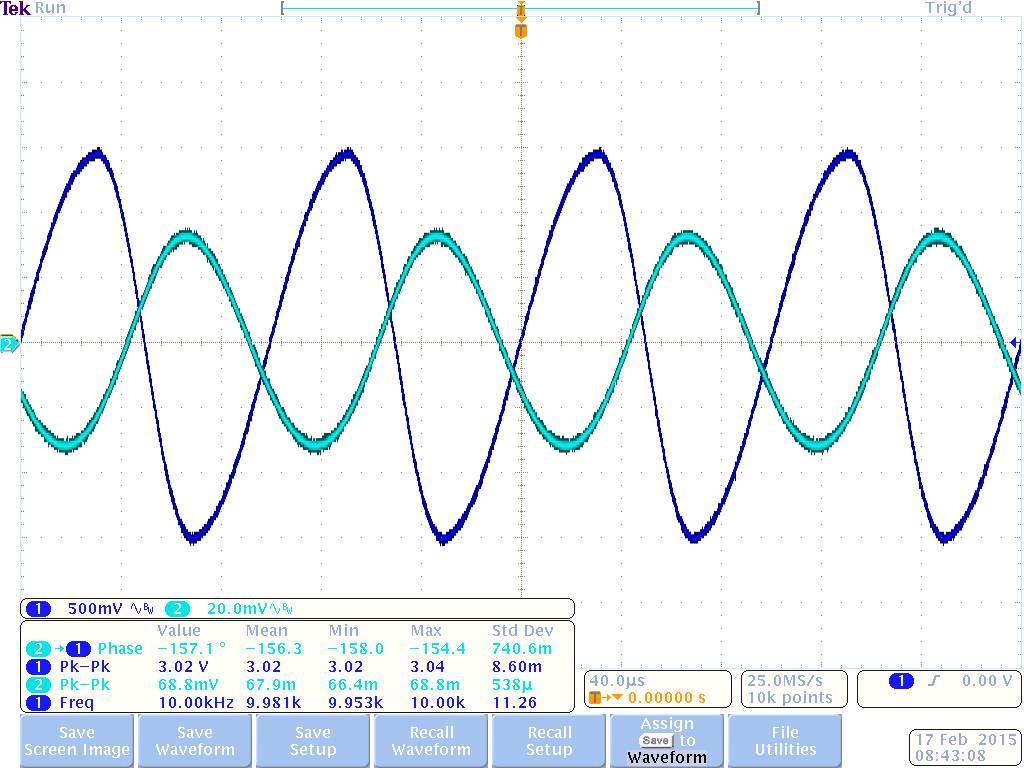 Tek Run Trig'd
T
T
2
1 500mV 2 20.0mV
Value Mean Min Max Std Dev
2 → 1 Phase −157.1 ° −156.3 −158.0 −154.4 740.6m
1 Pk−Pk 3.02 V 3.02 3.02 3.04 8.60m
2 Pk−Pk 68.8mV 67.9m 66.4m 68.8m 538µ
1 Freq 10.00kHz 9.981k 9.953k 10.00k 11.26
40.0µs
T→▼ 0.00000 s
25.0MS/s
10k points
1 0.00 V
Save
Screen Image
Save
Waveform
Save
Setup
Recall
Waveform
Recall
Setup
Assign
Save to
Waveform
File
Utilities
17 Feb 2015
08:43:08